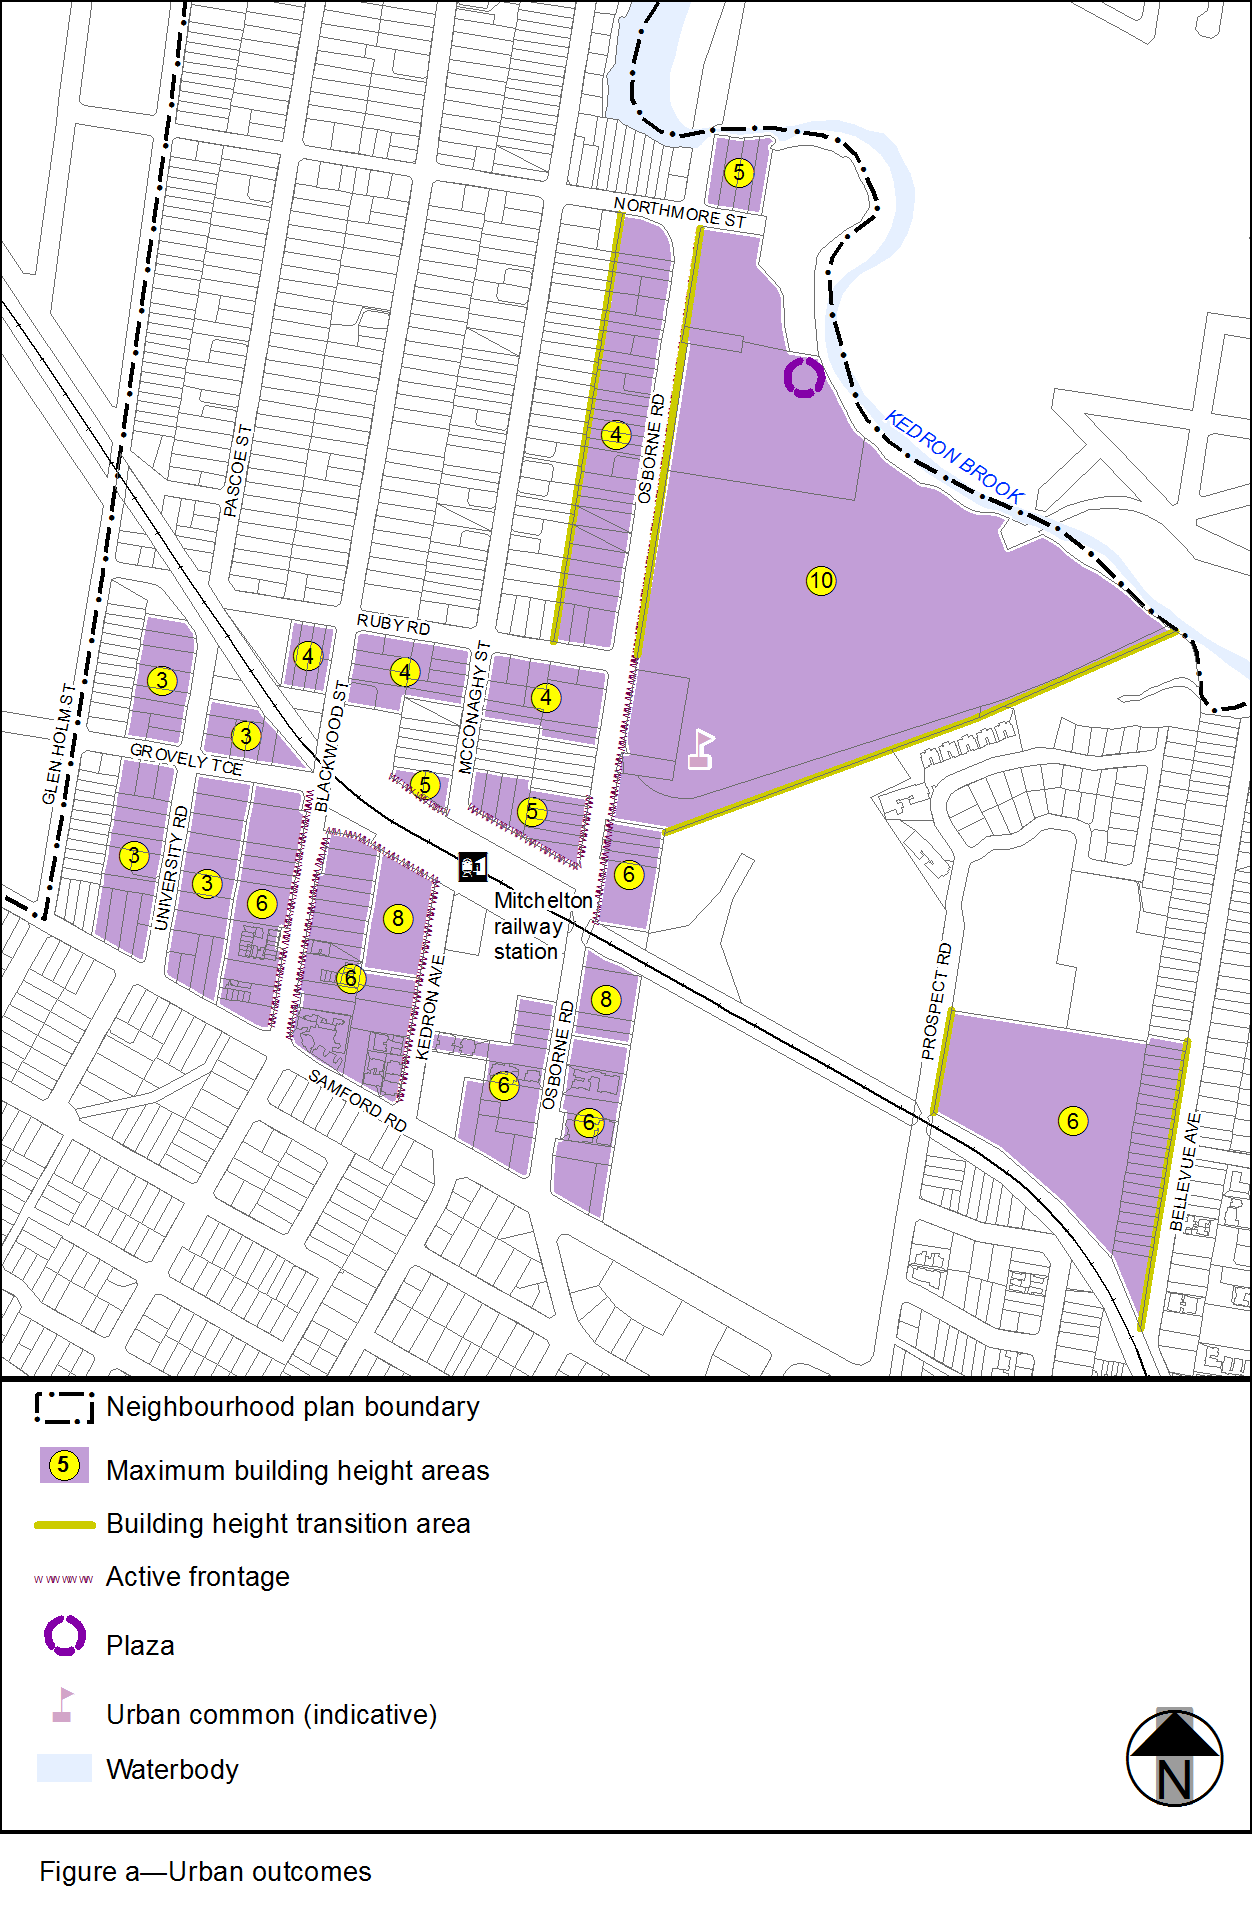 5
NORTHMORE ST
4
OSBORNE RD
PASCOE ST
KEDRON BROOK
10
RUBY RD
4
4
4
3
3
GLEN HOLM ST
GROVELY TCE
BLACKWOOD ST
MCCONAGHY ST
5
5
UNIVERSITY RD
3
3
6
8
6
Mitchelton
railway
station
6
KEDRON AVE
SAMFORD RD
8
OSBORNE RD
6
6
PROSPECT RD
6
BELLEVUE AVE
Neighbourhood plan boundary
5
Maximum building height areas
Building height transition area
Active frontage
Plaza
Urban common (indicative)
Waterbody
N
Figure a—Urban outcomes